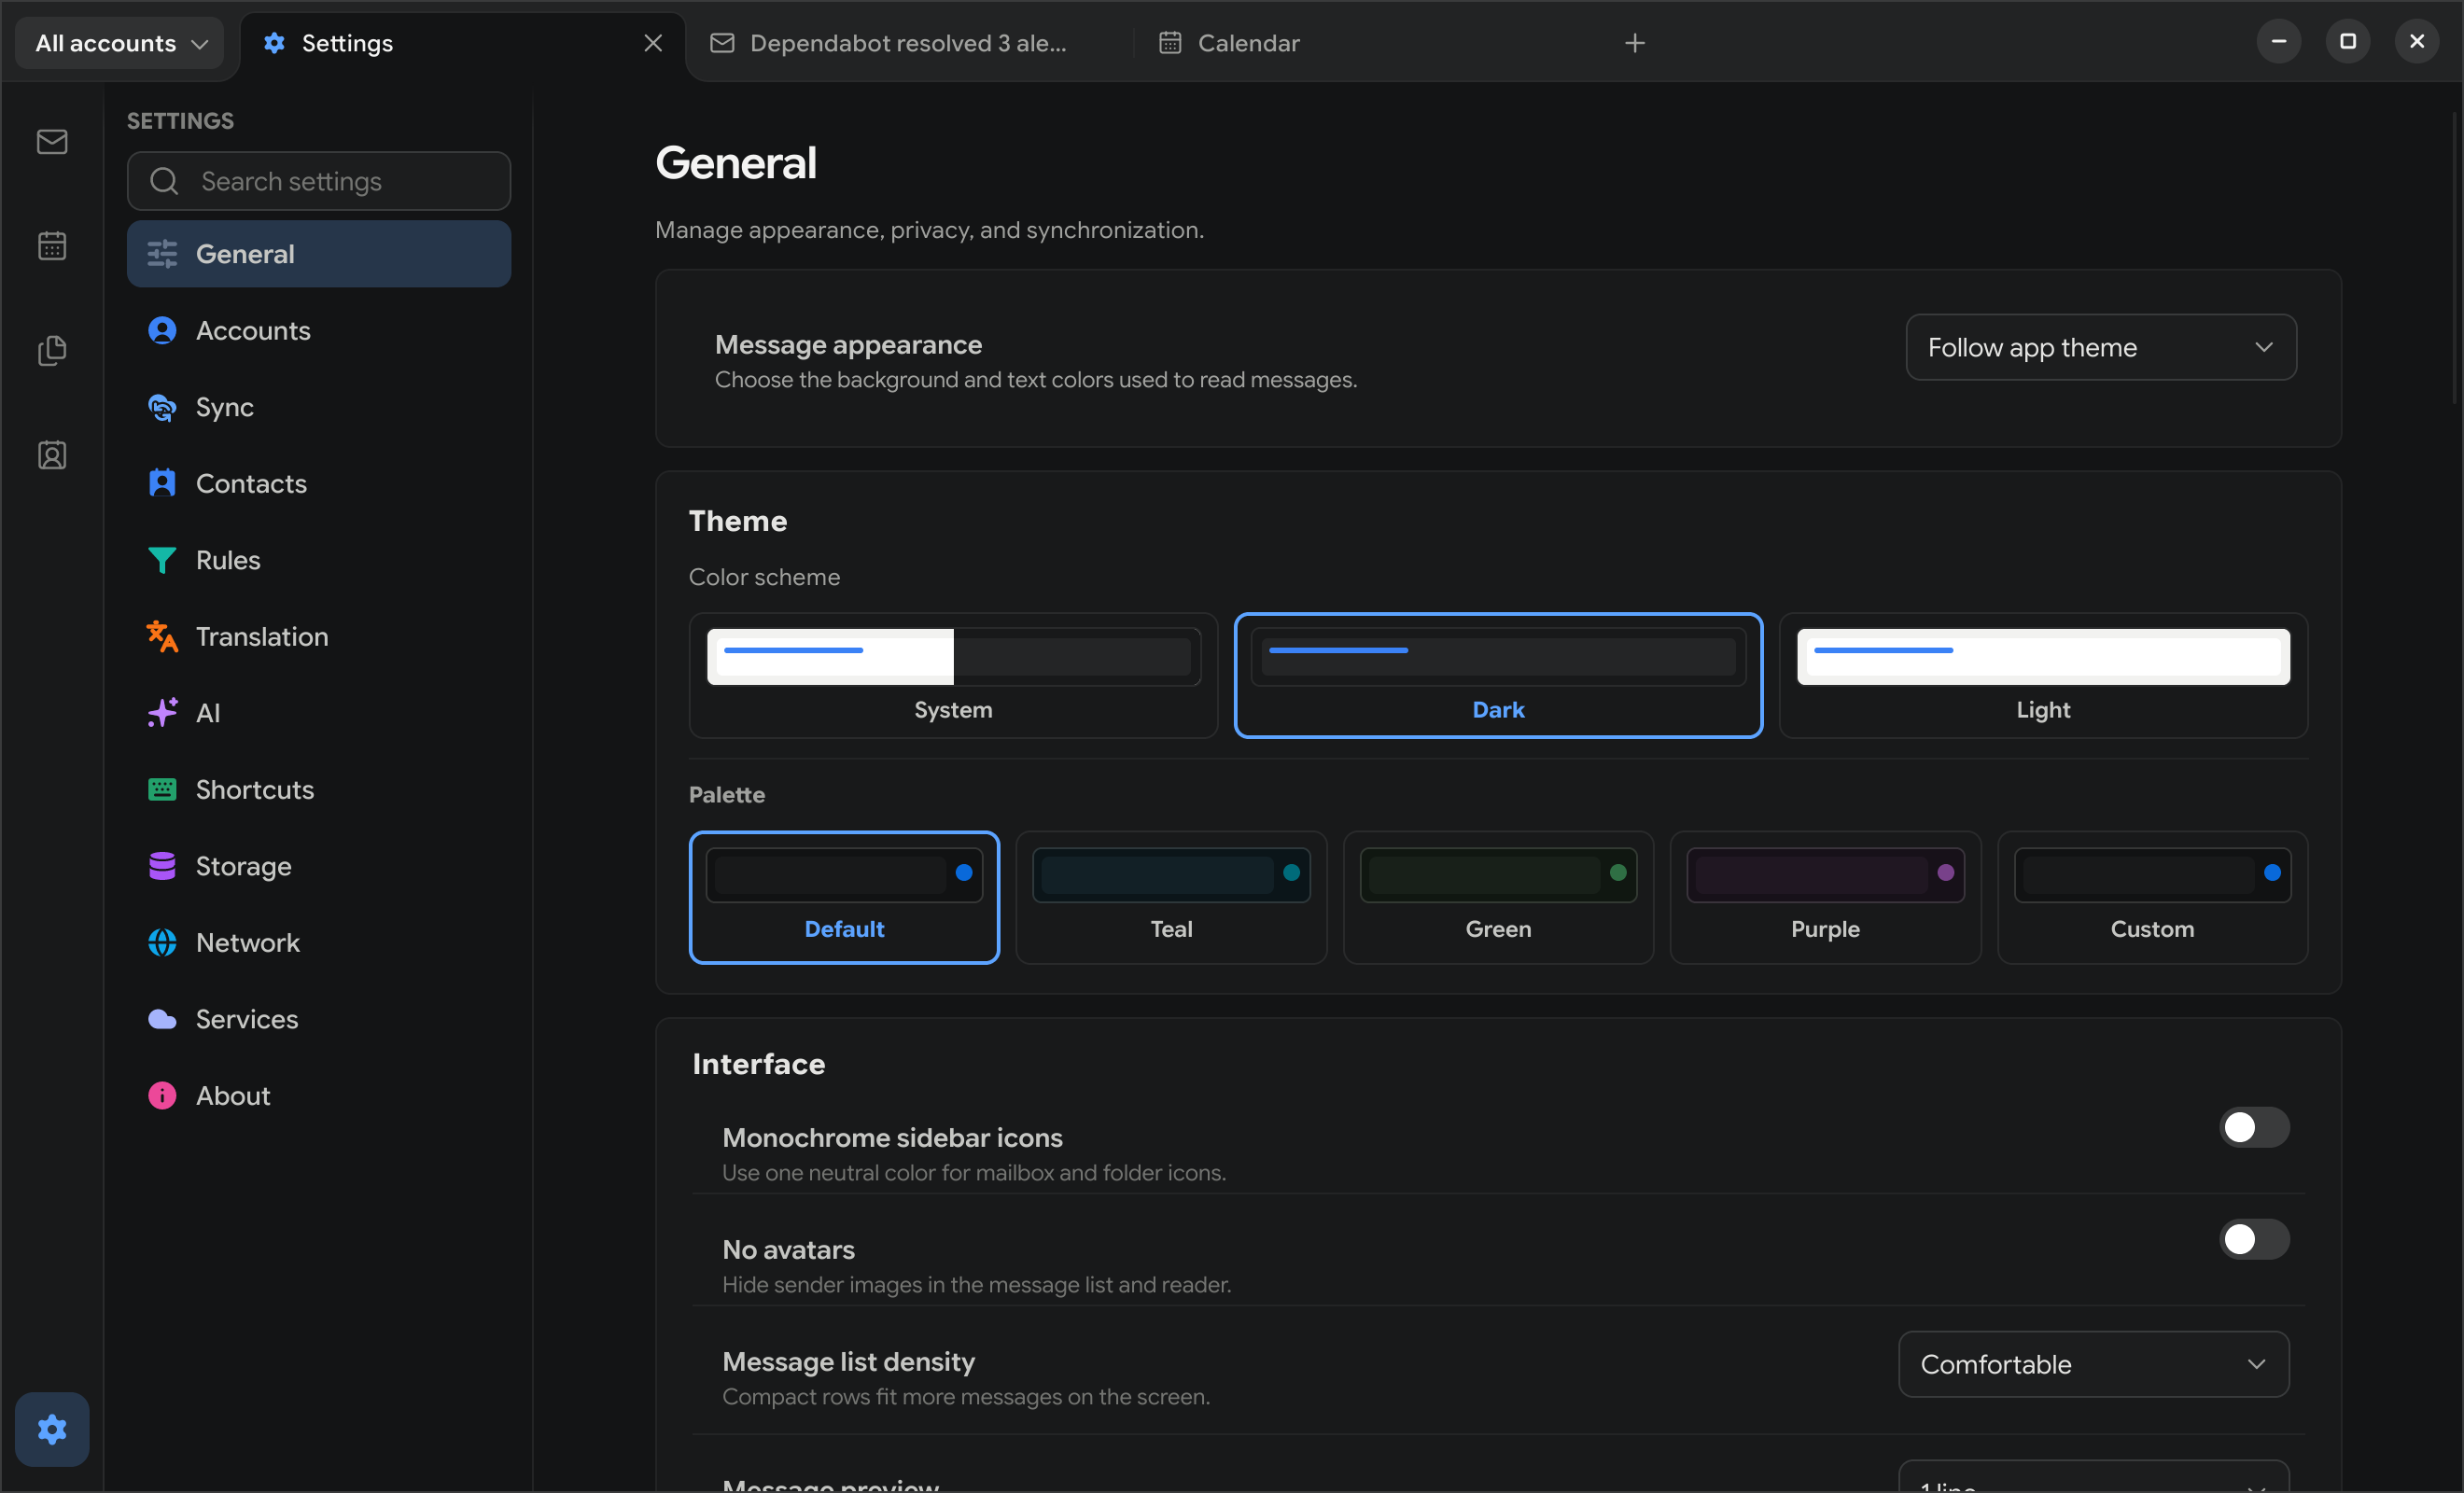 All accounts
Settings
Dependabot resolved 3 ale...
Calendar
SETTINGS
Search settings
General
Accounts
Sync
Contacts
Rules
Translation
AI
Shortcuts
Storage
Network
Services
About
General
Manage appearance, privacy, and synchronization.
Message appearance
Choose the background and text colors used to read messages.
Follow app theme
Theme
Color scheme
System
Dark
Light
Palette
Default
Teal
Green
Purple
Custom
Interface
Monochrome sidebar icons
Use one neutral color for mailbox and folder icons.
No avatars
Hide sender images in the message list and reader.
Message list density
Compact rows fit more messages on the screen.
Comfortable
Message preview
1 line